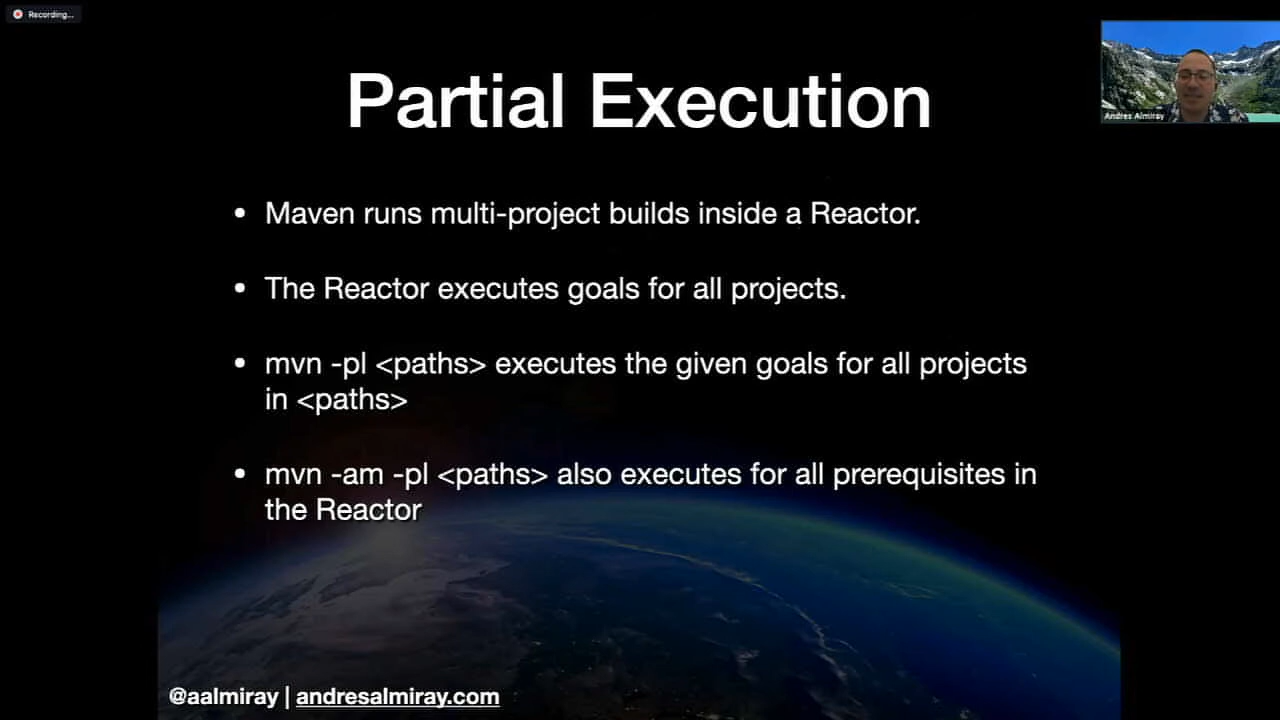 Recording...
Partial Execution
Andres Almiray
• Maven runs multi-project builds inside a Reactor.
• The Reactor executes goals for all projects.
• mvn -pl <paths> executes the given goals for all projects
in <paths>
• mvn -am -pl <paths> also executes for all prerequisites in
the Reactor
@aalmiray | andresalmiray.com